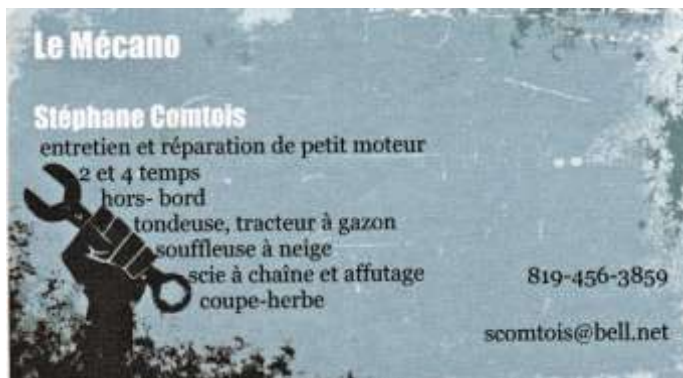 Le Mécano
Stéphane Comtois
entretien et réparation de petit moteur
2 et 4 temps
hors- bord
tondeuse, tracteur à gazon
souffleuse à neige
scie à chaîne et affutage
coupe-herbe
819-456-3859
scomtois@bell.net